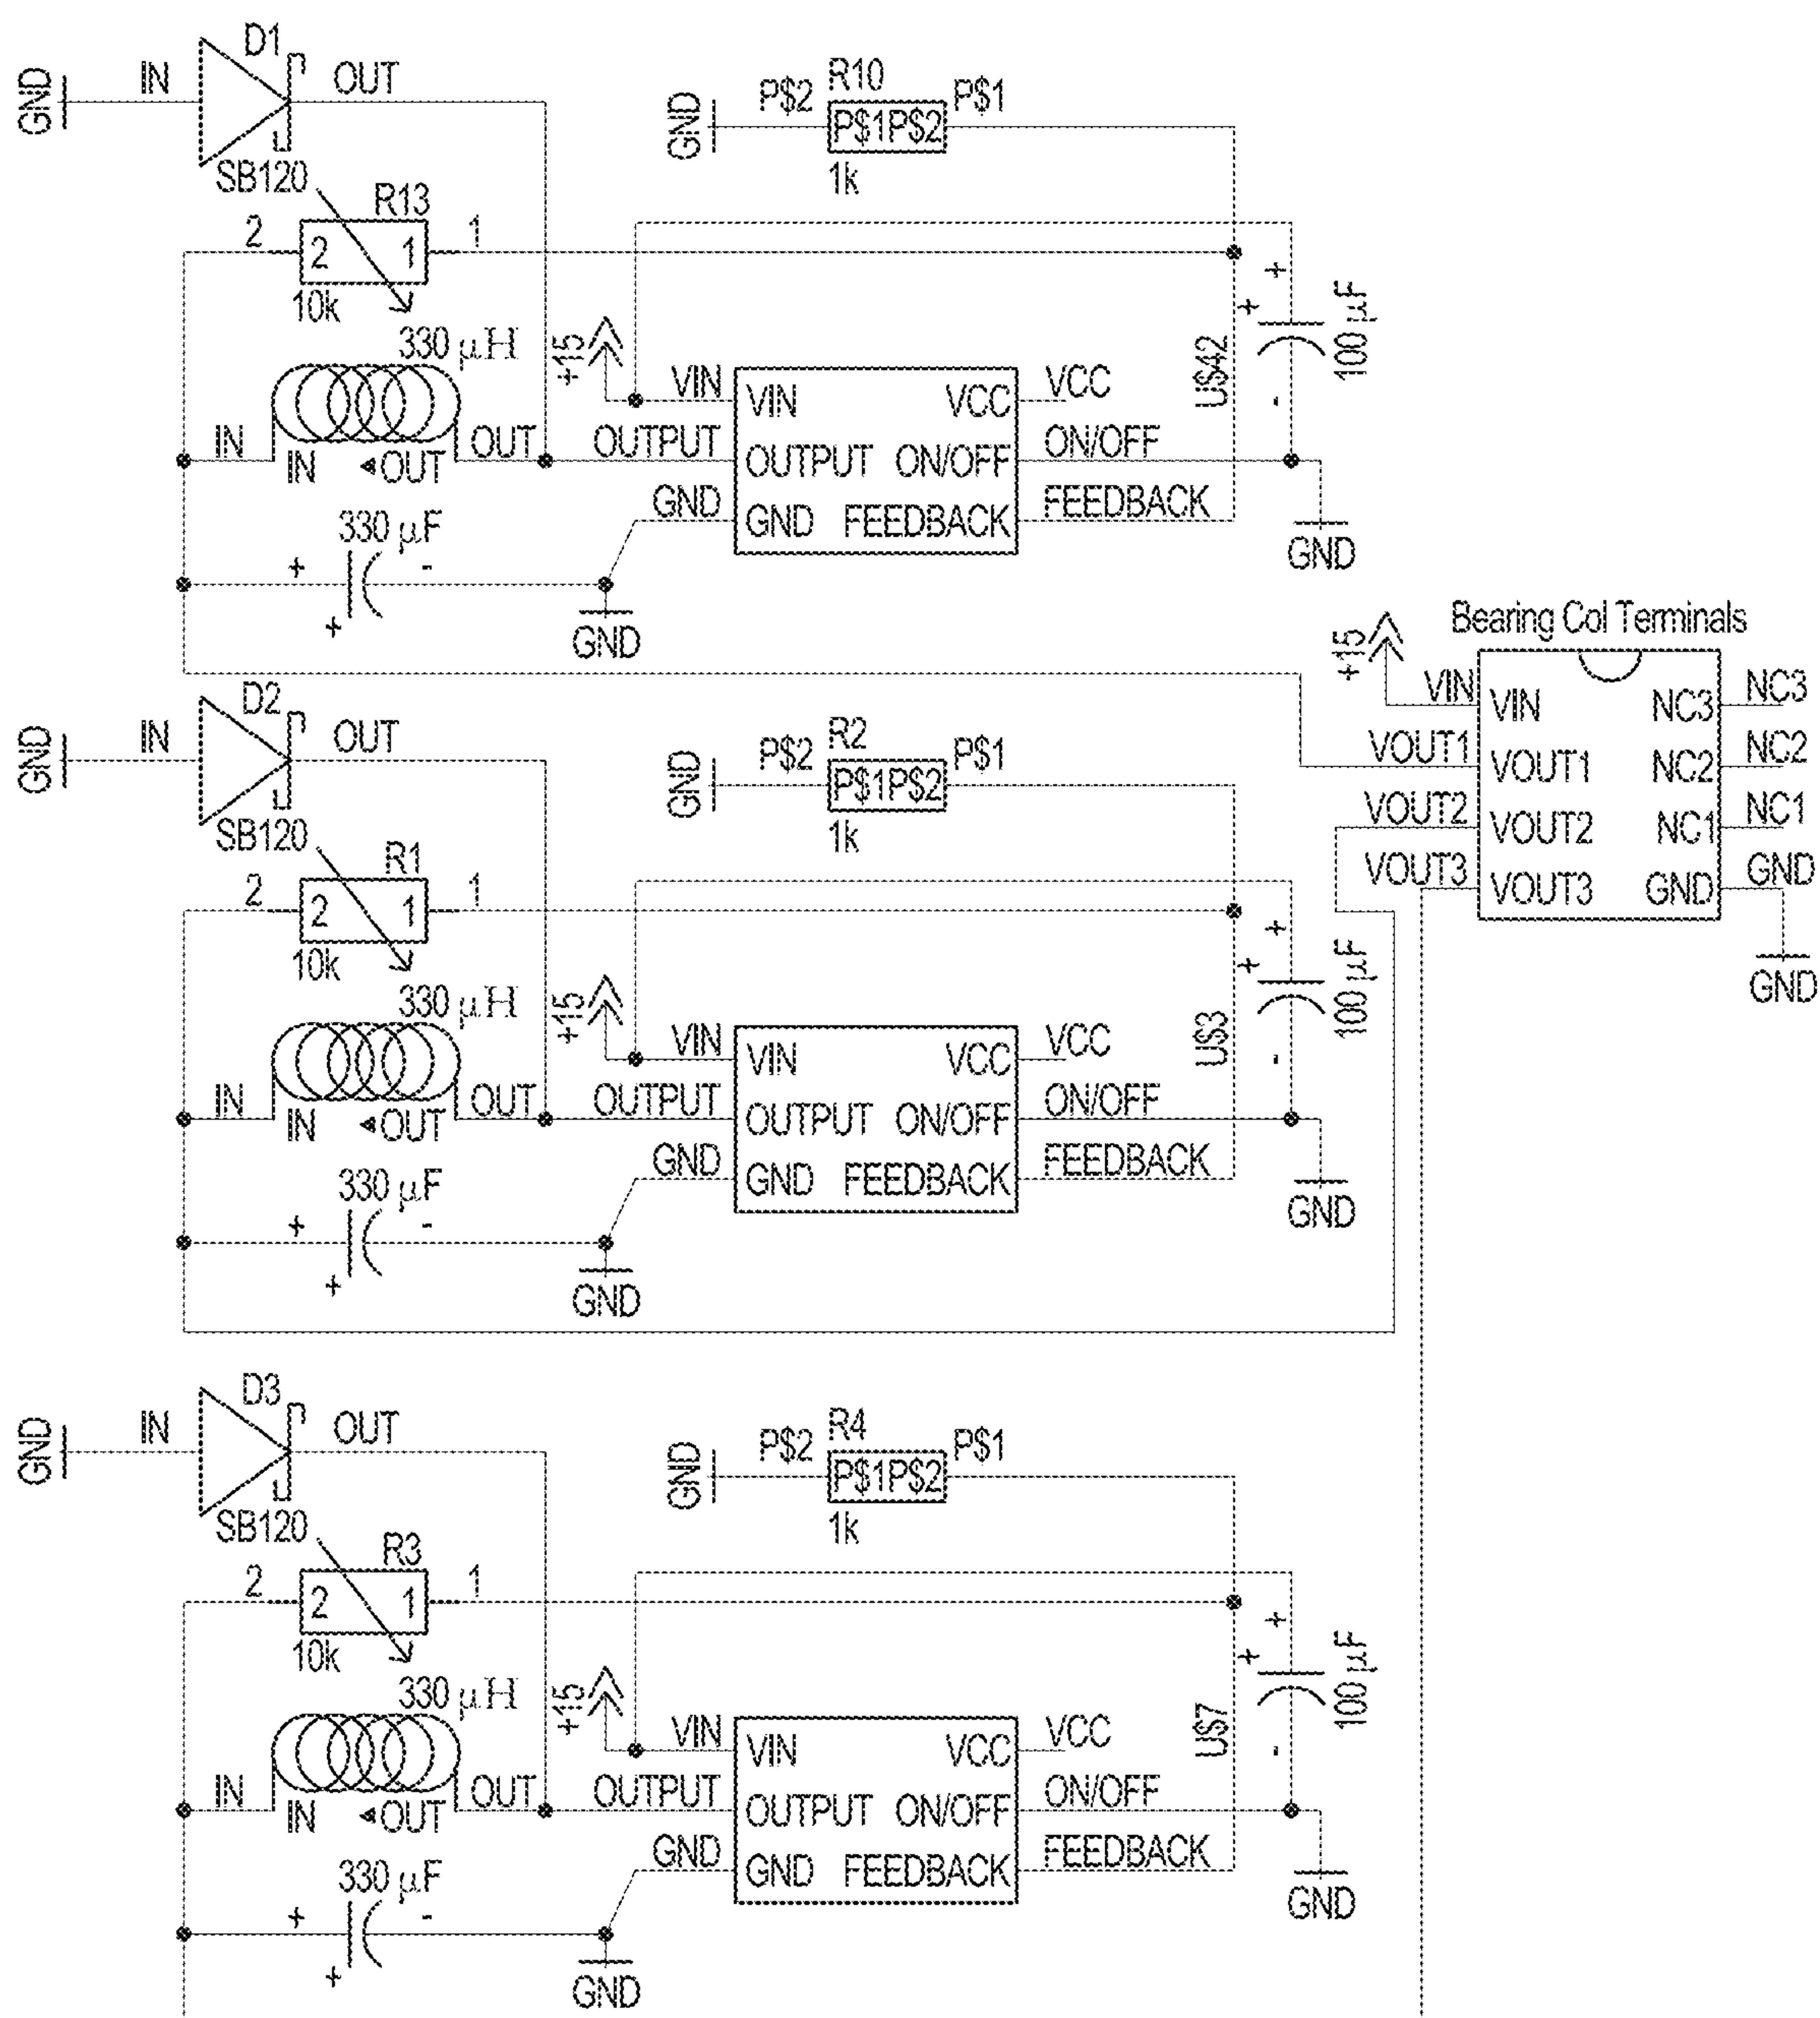 D1
GND IN OUT
SB120
R10
GND P$2 P$1P$2 P$1
1k
R13
2 2 1 1
10k
330 µH
IN IN ◄OUT OUT
+15
VIN VIN VCC VCC
OUTPUT OUTPUT ON/OFF ON/OFF
GND GND FEEDBACK FEEDBACK
U$42
+ + 100 µF -
GND
330 µF
+ -
+
GND
Bearing Col Terminals
+15
VIN VIN NC3 NC3
VOUT1 VOUT1 NC2 NC2
VOUT2 VOUT2 NC1 NC1
VOUT3 VOUT3 GND GND
GND
D2
GND IN OUT
SB120
R2
GND P$2 P$1P$2 P$1
1k
R1
2 2 1 1
10k
330 µH
IN IN ◄OUT OUT
+15
VIN VIN VCC VCC
OUTPUT OUTPUT ON/OFF ON/OFF
GND GND FEEDBACK FEEDBACK
U$3
+ + 100 µF -
GND
330 µF
+ -
+
GND
D3
GND IN OUT
SB120
R4
GND P$2 P$1P$2 P$1
1k
R3
2 2 1 1
10k
330 µH
IN IN ◄OUT OUT
+15
VIN VIN VCC VCC
OUTPUT OUTPUT ON/OFF ON/OFF
GND GND FEEDBACK FEEDBACK
U$7
+ + 100 µF -
GND
330 µF
+ -
+
GND